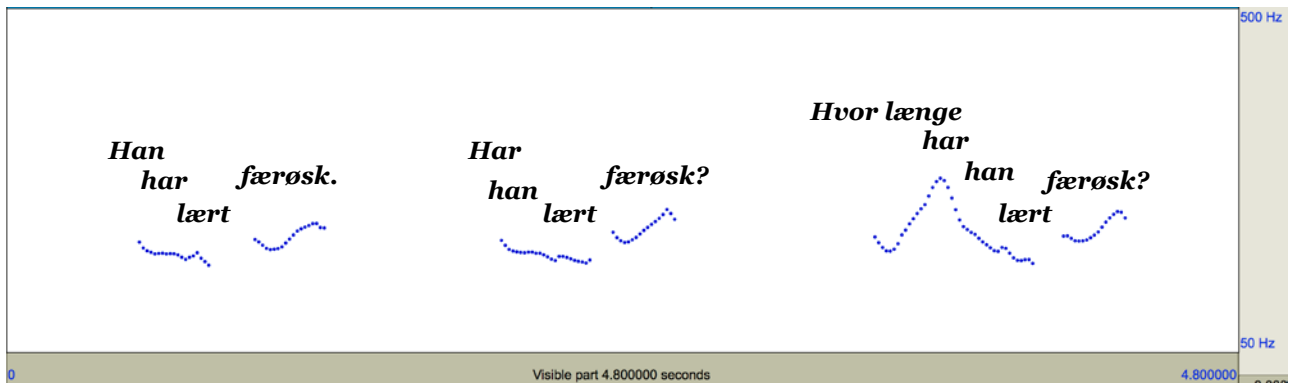 500 Hz
Han
har
lært
færøsk.
Har
han
lært
færøsk?
Hvor længe
har
han
lært
færøsk?
50 Hz
0
Visible part 4.800000 seconds
4.800000